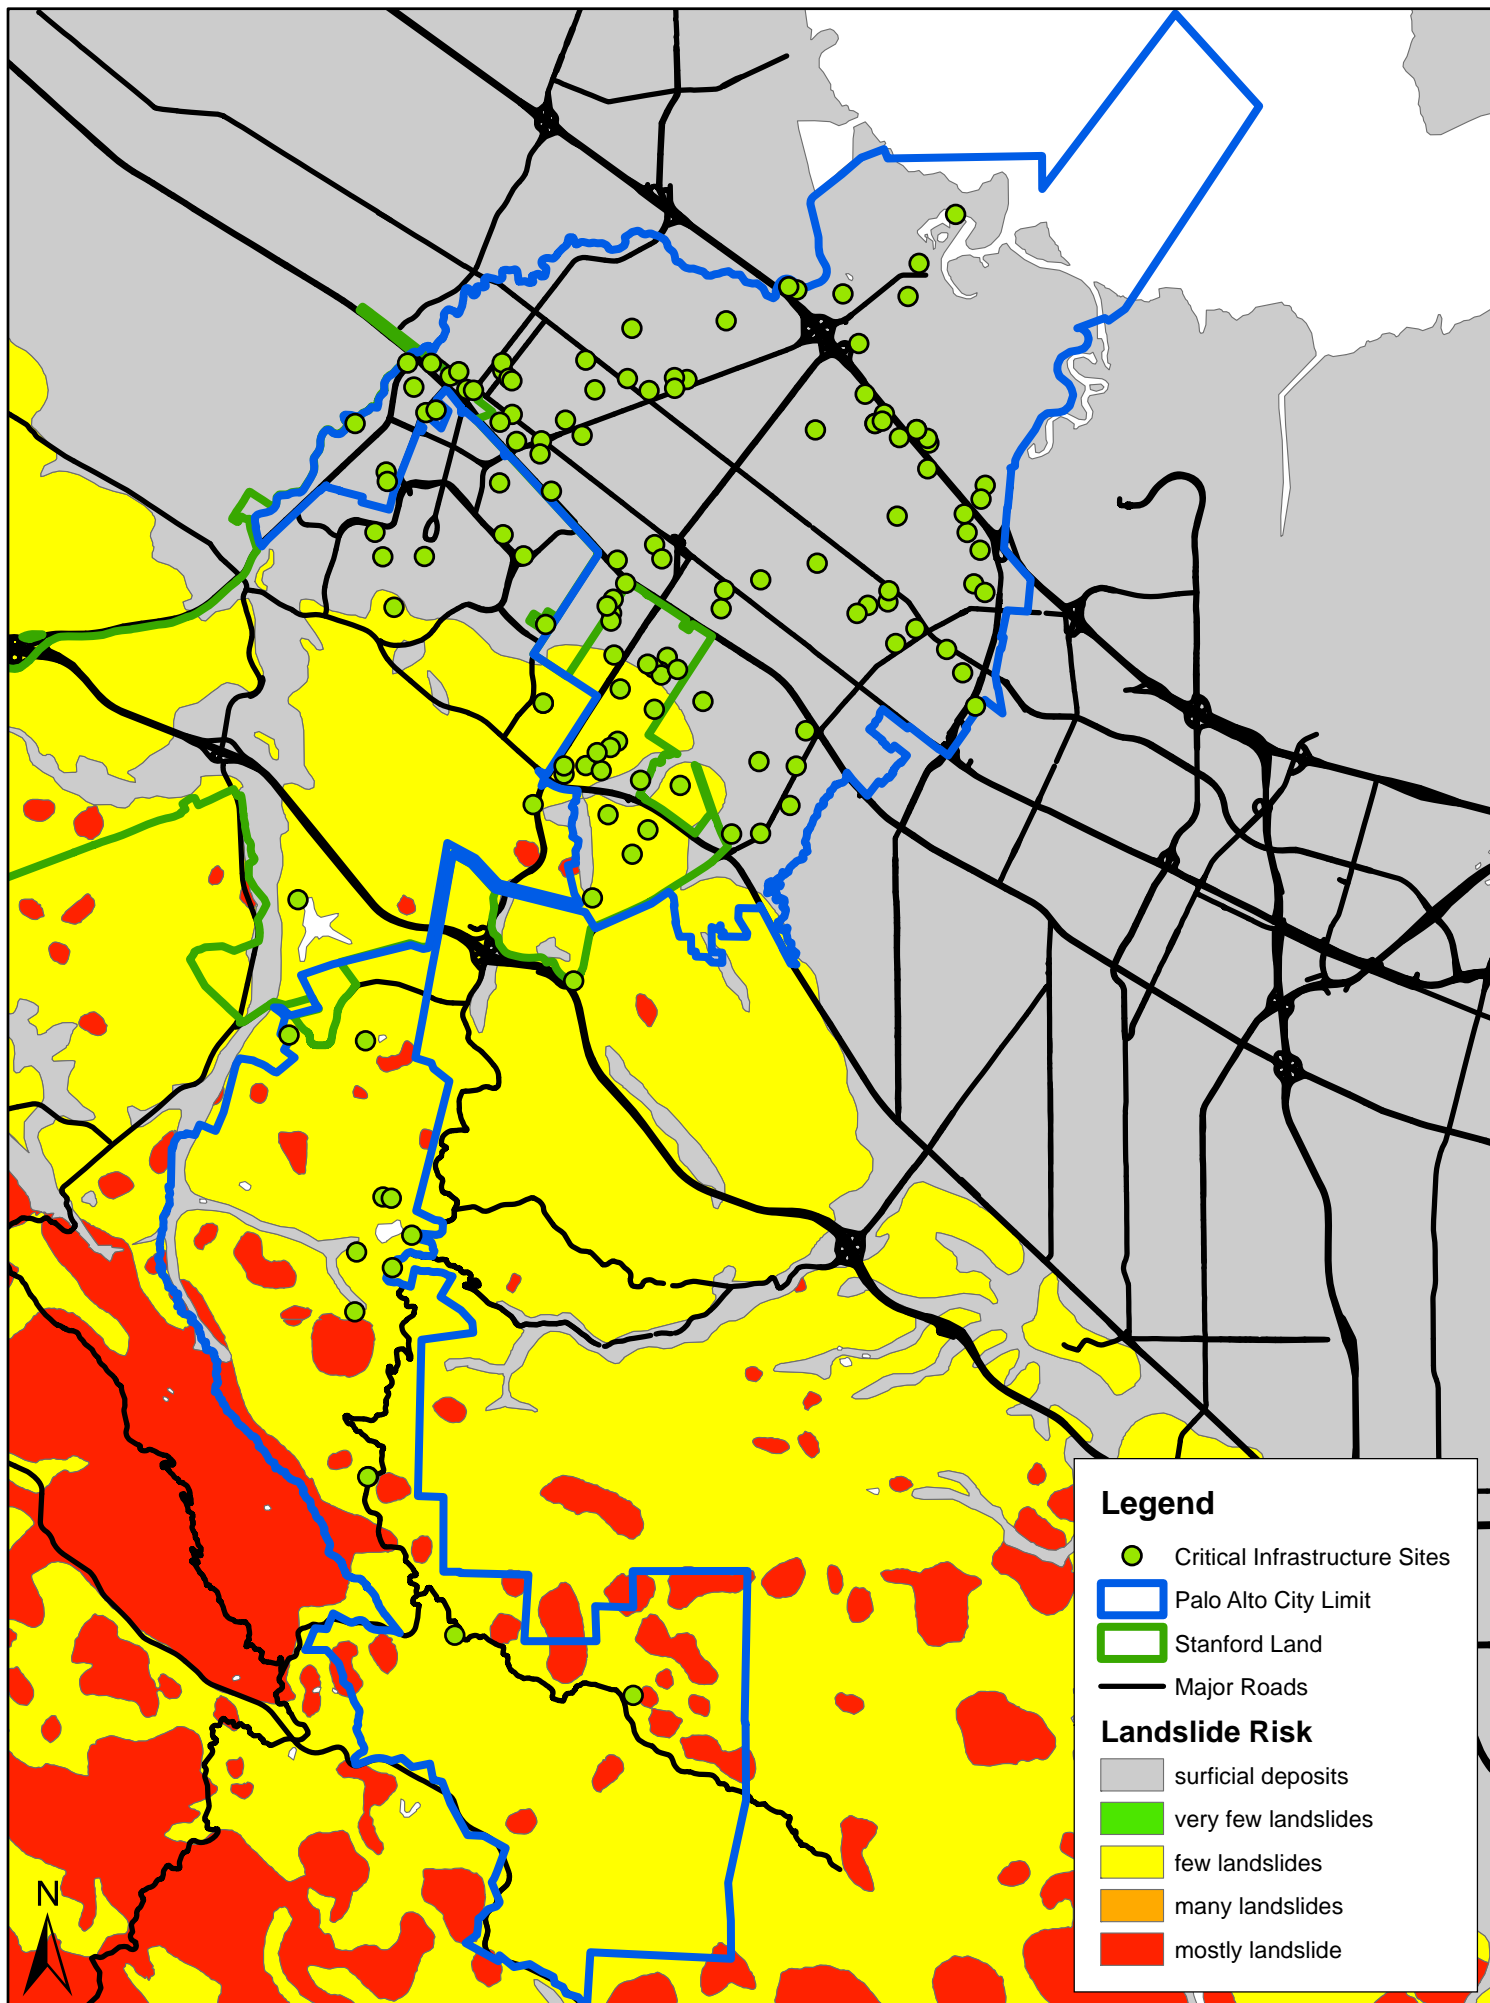 Legend
Critical Infrastructure Sites
Palo Alto City Limit
Stanford Land
Major Roads
Landslide Risk
surficial deposits
very few landslides
few landslides
many landslides
mostly landslide
N